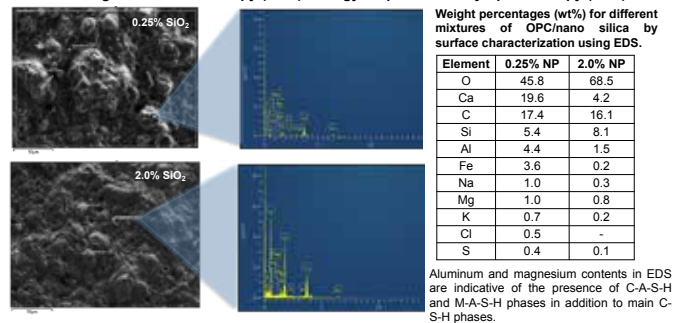 0.25% SiO2
2.0% SiO2
Weight percentages (wt%) for different
mixtures of OPC/nano silica by
surface characterization using EDS.
Element 0.25% NP 2.0% NP
O 45.8 68.5
Ca 19.6 4.2
C 17.4 16.1
Si 5.4 8.1
Al 4.4 1.5
Fe 3.6 0.2
Na 1.0 0.3
Mg 1.0 0.8
K 0.7 0.2
Cl 0.5 -
S 0.4 0.1
Aluminum and magnesium contents in EDS
are indicative of the presence of C-A-S-H
and M-A-S-H phases in addition to main C-
S-H phases.